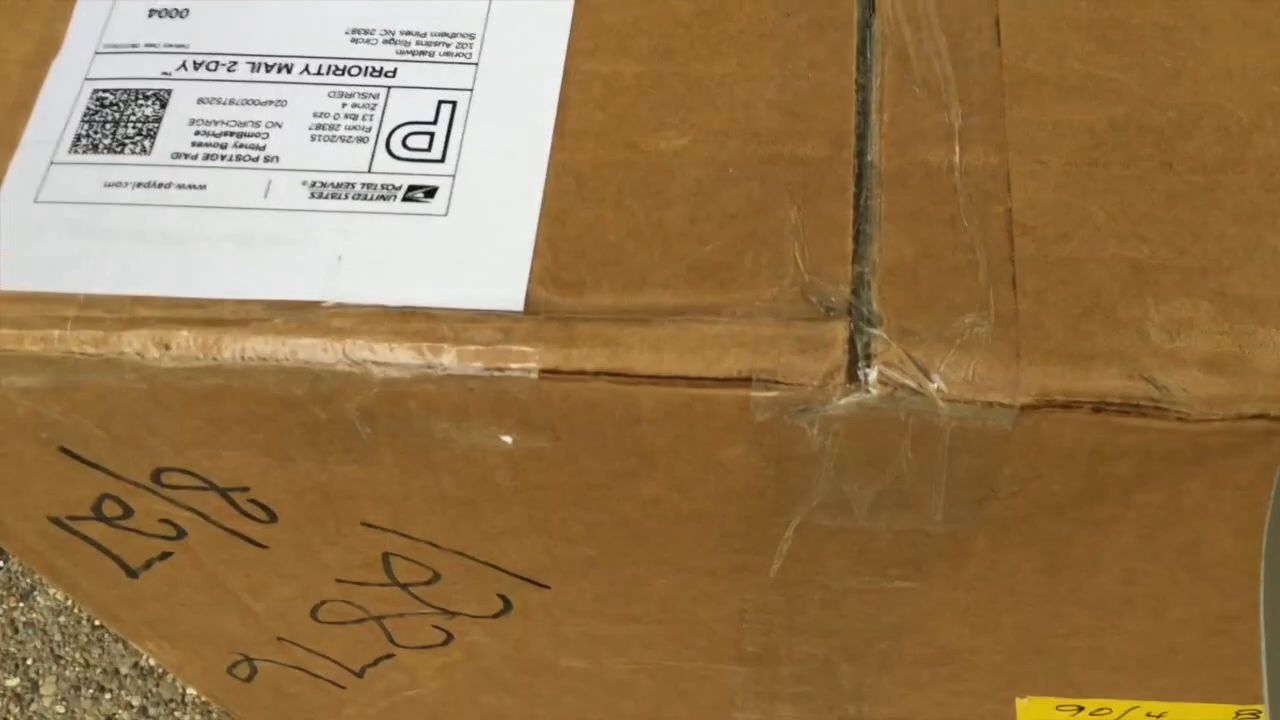 UNITED STATES POSTAL SERVICE®
www.paypal.com
P
US POSTAGE PAID
08/25/2015
Pitney Bowes
From 28387
ComBasPrice
13 lbs 0 ozs
NO SURCHARGE
Zone 4
INSURED
024P000785209
PRIORITY MAIL 2-DAY™
Dorian Baldwin
102 Austins Ridge Circle
Southern Pines NC 28387
0004
8/27
90/4